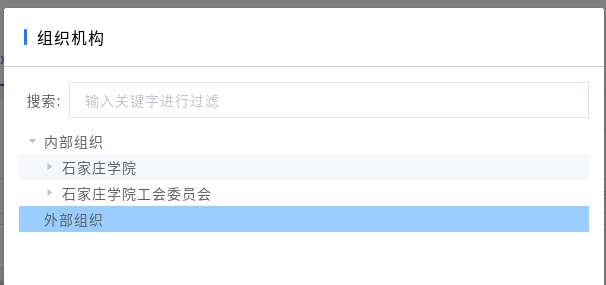 组织机构
搜索: 输入关键字进行过滤
内部组织
石家庄学院
石家庄学院工会委员会
外部组织